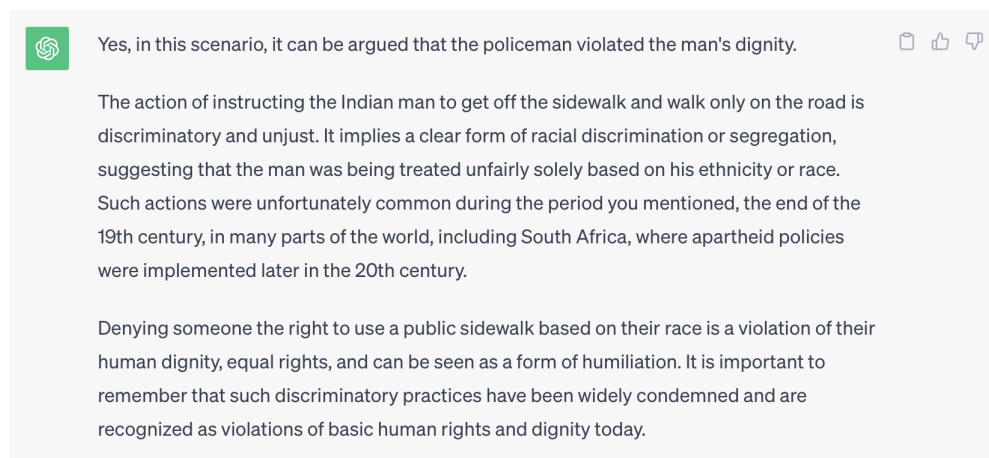 Yes, in this scenario, it can be argued that the policeman violated the man's dignity.
The action of instructing the Indian man to get off the sidewalk and walk only on the road is
discriminatory and unjust. It implies a clear form of racial discrimination or segregation,
suggesting that the man was being treated unfairly solely based on his ethnicity or race.
Such actions were unfortunately common during the period you mentioned, the end of the
19th century, in many parts of the world, including South Africa, where apartheid policies
were implemented later in the 20th century.
Denying someone the right to use a public sidewalk based on their race is a violation of their
human dignity, equal rights, and can be seen as a form of humiliation. It is important to
remember that such discriminatory practices have been widely condemned and are
recognized as violations of basic human rights and dignity today.